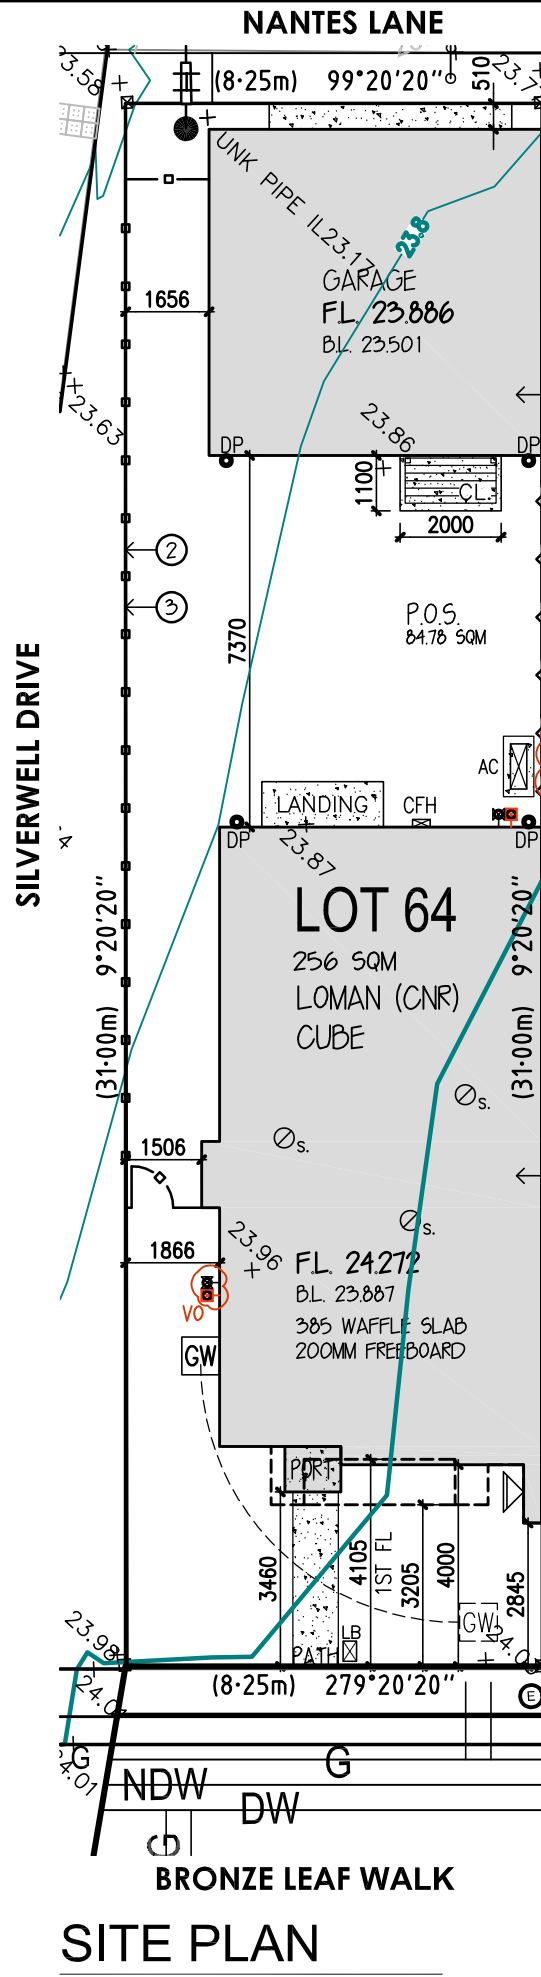 NANTES LANE
23.58
(8·25m) 99°20'20"
510
23.7
UNK PIPE IL23.17
23.8
GARAGE
F.L. 23.886
B.L. 23.501
1656
23.63
23.86
DP
DP
1100
CL.
2000
2
3
7370
P.O.S.
84.78 SQM
SILVERWELL DRIVE
AC
LANDING
CFH
DP
DP
23.87
LOT 64
256 SQM
LOMAN (CNR)
CUBE
(31·00m) 9°20'20"
(31·00m) 9°20'20"
S.
S.
S.
1506
1866
23.96
F.L. 24.272
B.L. 23.887
385 WAFFLE SLAB
200MM FREEBOARD
VO
GW
PORT
3460
4105
1ST FL
3205
4000
2845
GW
LB
PATH
23.98
24.0
(8·25m) 279°20'20"
E
24.01
G
G
NDW
DW
BRONZE LEAF WALK
SITE PLAN